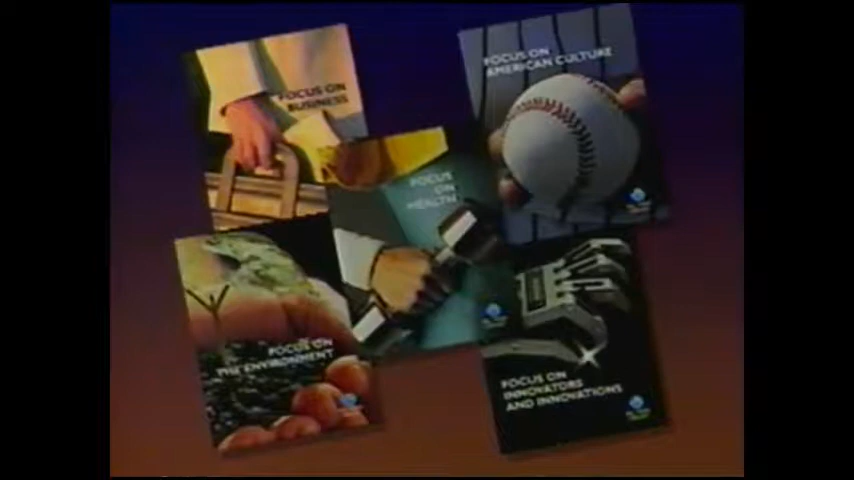 FOCUS ON
BUSINESS
FOCUS ON
AMERICAN CULTURE
FOCUS
ON
HEALTH
FOCUS ON
THE ENVIRONMENT
FOCUS ON
INNOVATORS
AND INNOVATIONS